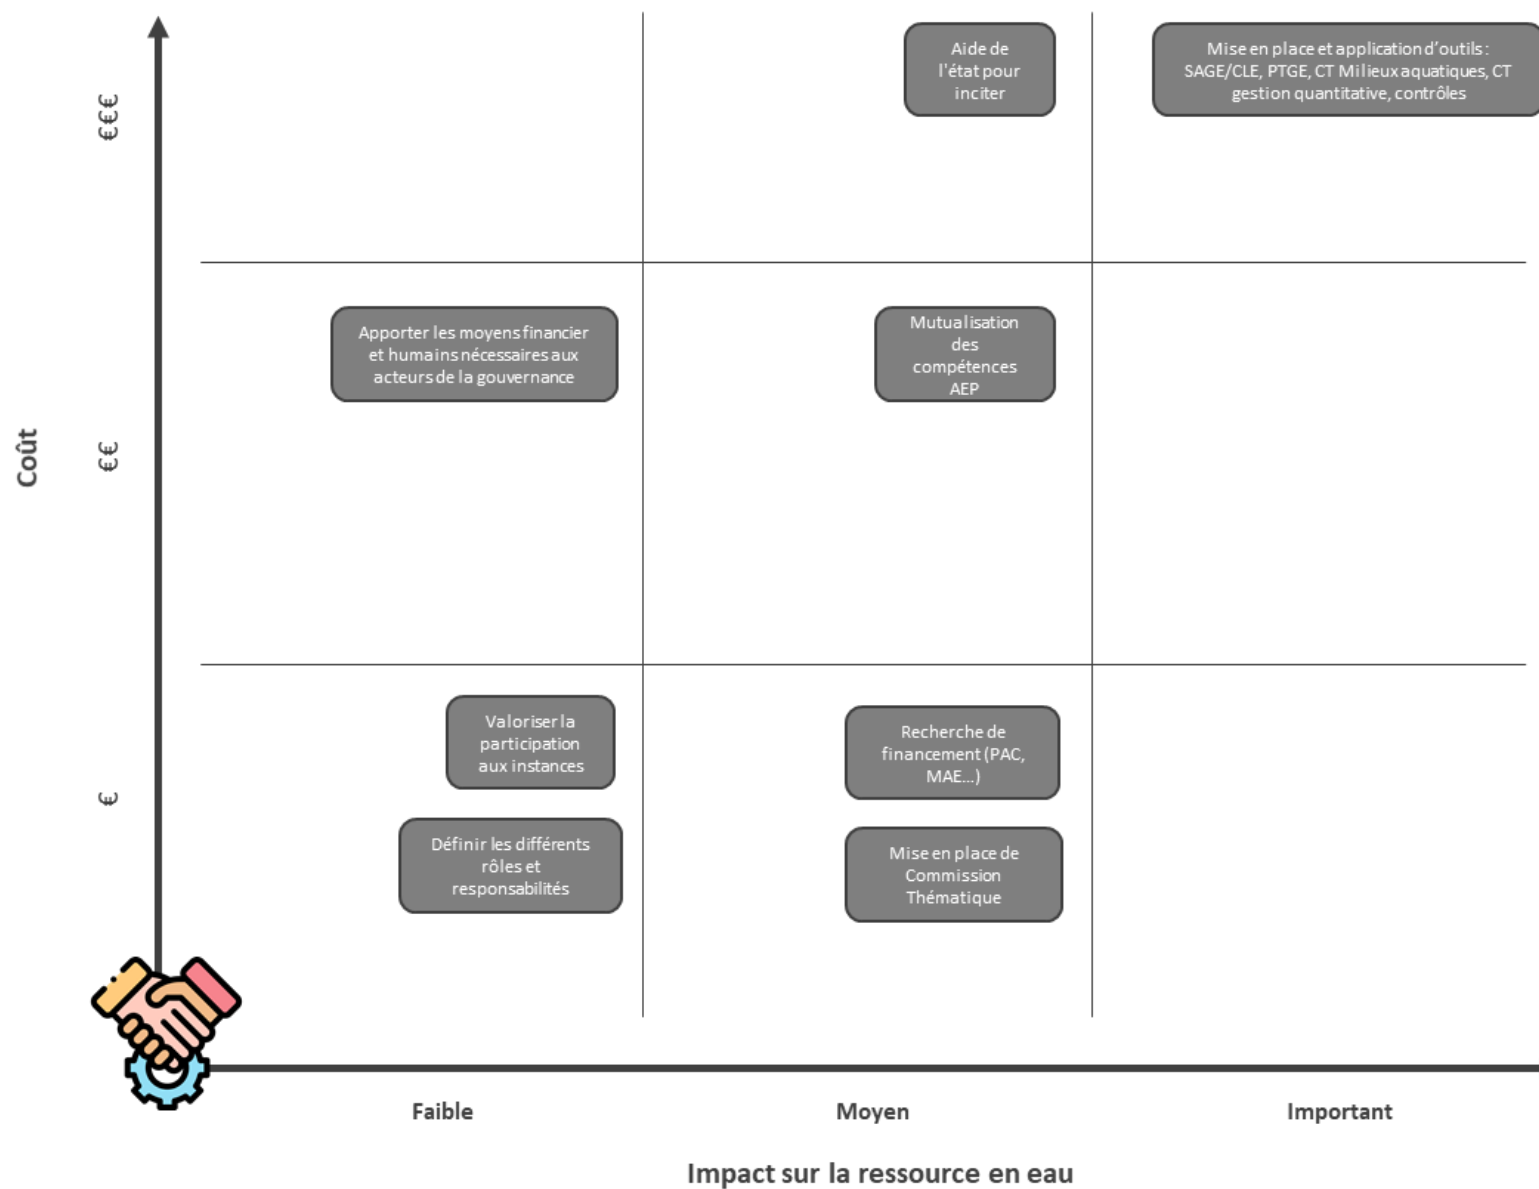 Aide de
l'état pour
inciter
Mise en place et application d'outils :
SAGE/CLE, PTGE, CT Milieux aquatiques, CT
gestion quantitative, contrôles
€€€
Apporter les moyens financier
et humains nécessaires aux
acteurs de la gouvernance
Mutualisation
des
compétences
AEP
Coût
€€
Valoriser la
participation
aux instances
Recherche de
financement (PAC,
MAE...)
€
Définir les différents
rôles et
responsabilités
Mise en place de
Commission
Thématique
Faible
Moyen
Important
Impact sur la ressource en eau